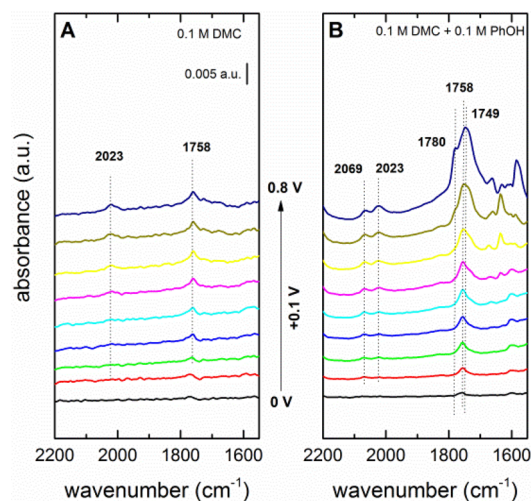 A
0.1 M DMC
0.005 a.u.
2023
1758
0.8 V
+0.1 V
0 V
absorbance (a.u.)
2200 2000 1800 1600
wavenumber (cm⁻¹)
B
0.1 M DMC + 0.1 PhOH
1758
1749
1780
2069
2023
2200 2000 1800 1600
wavenumber (cm⁻¹)